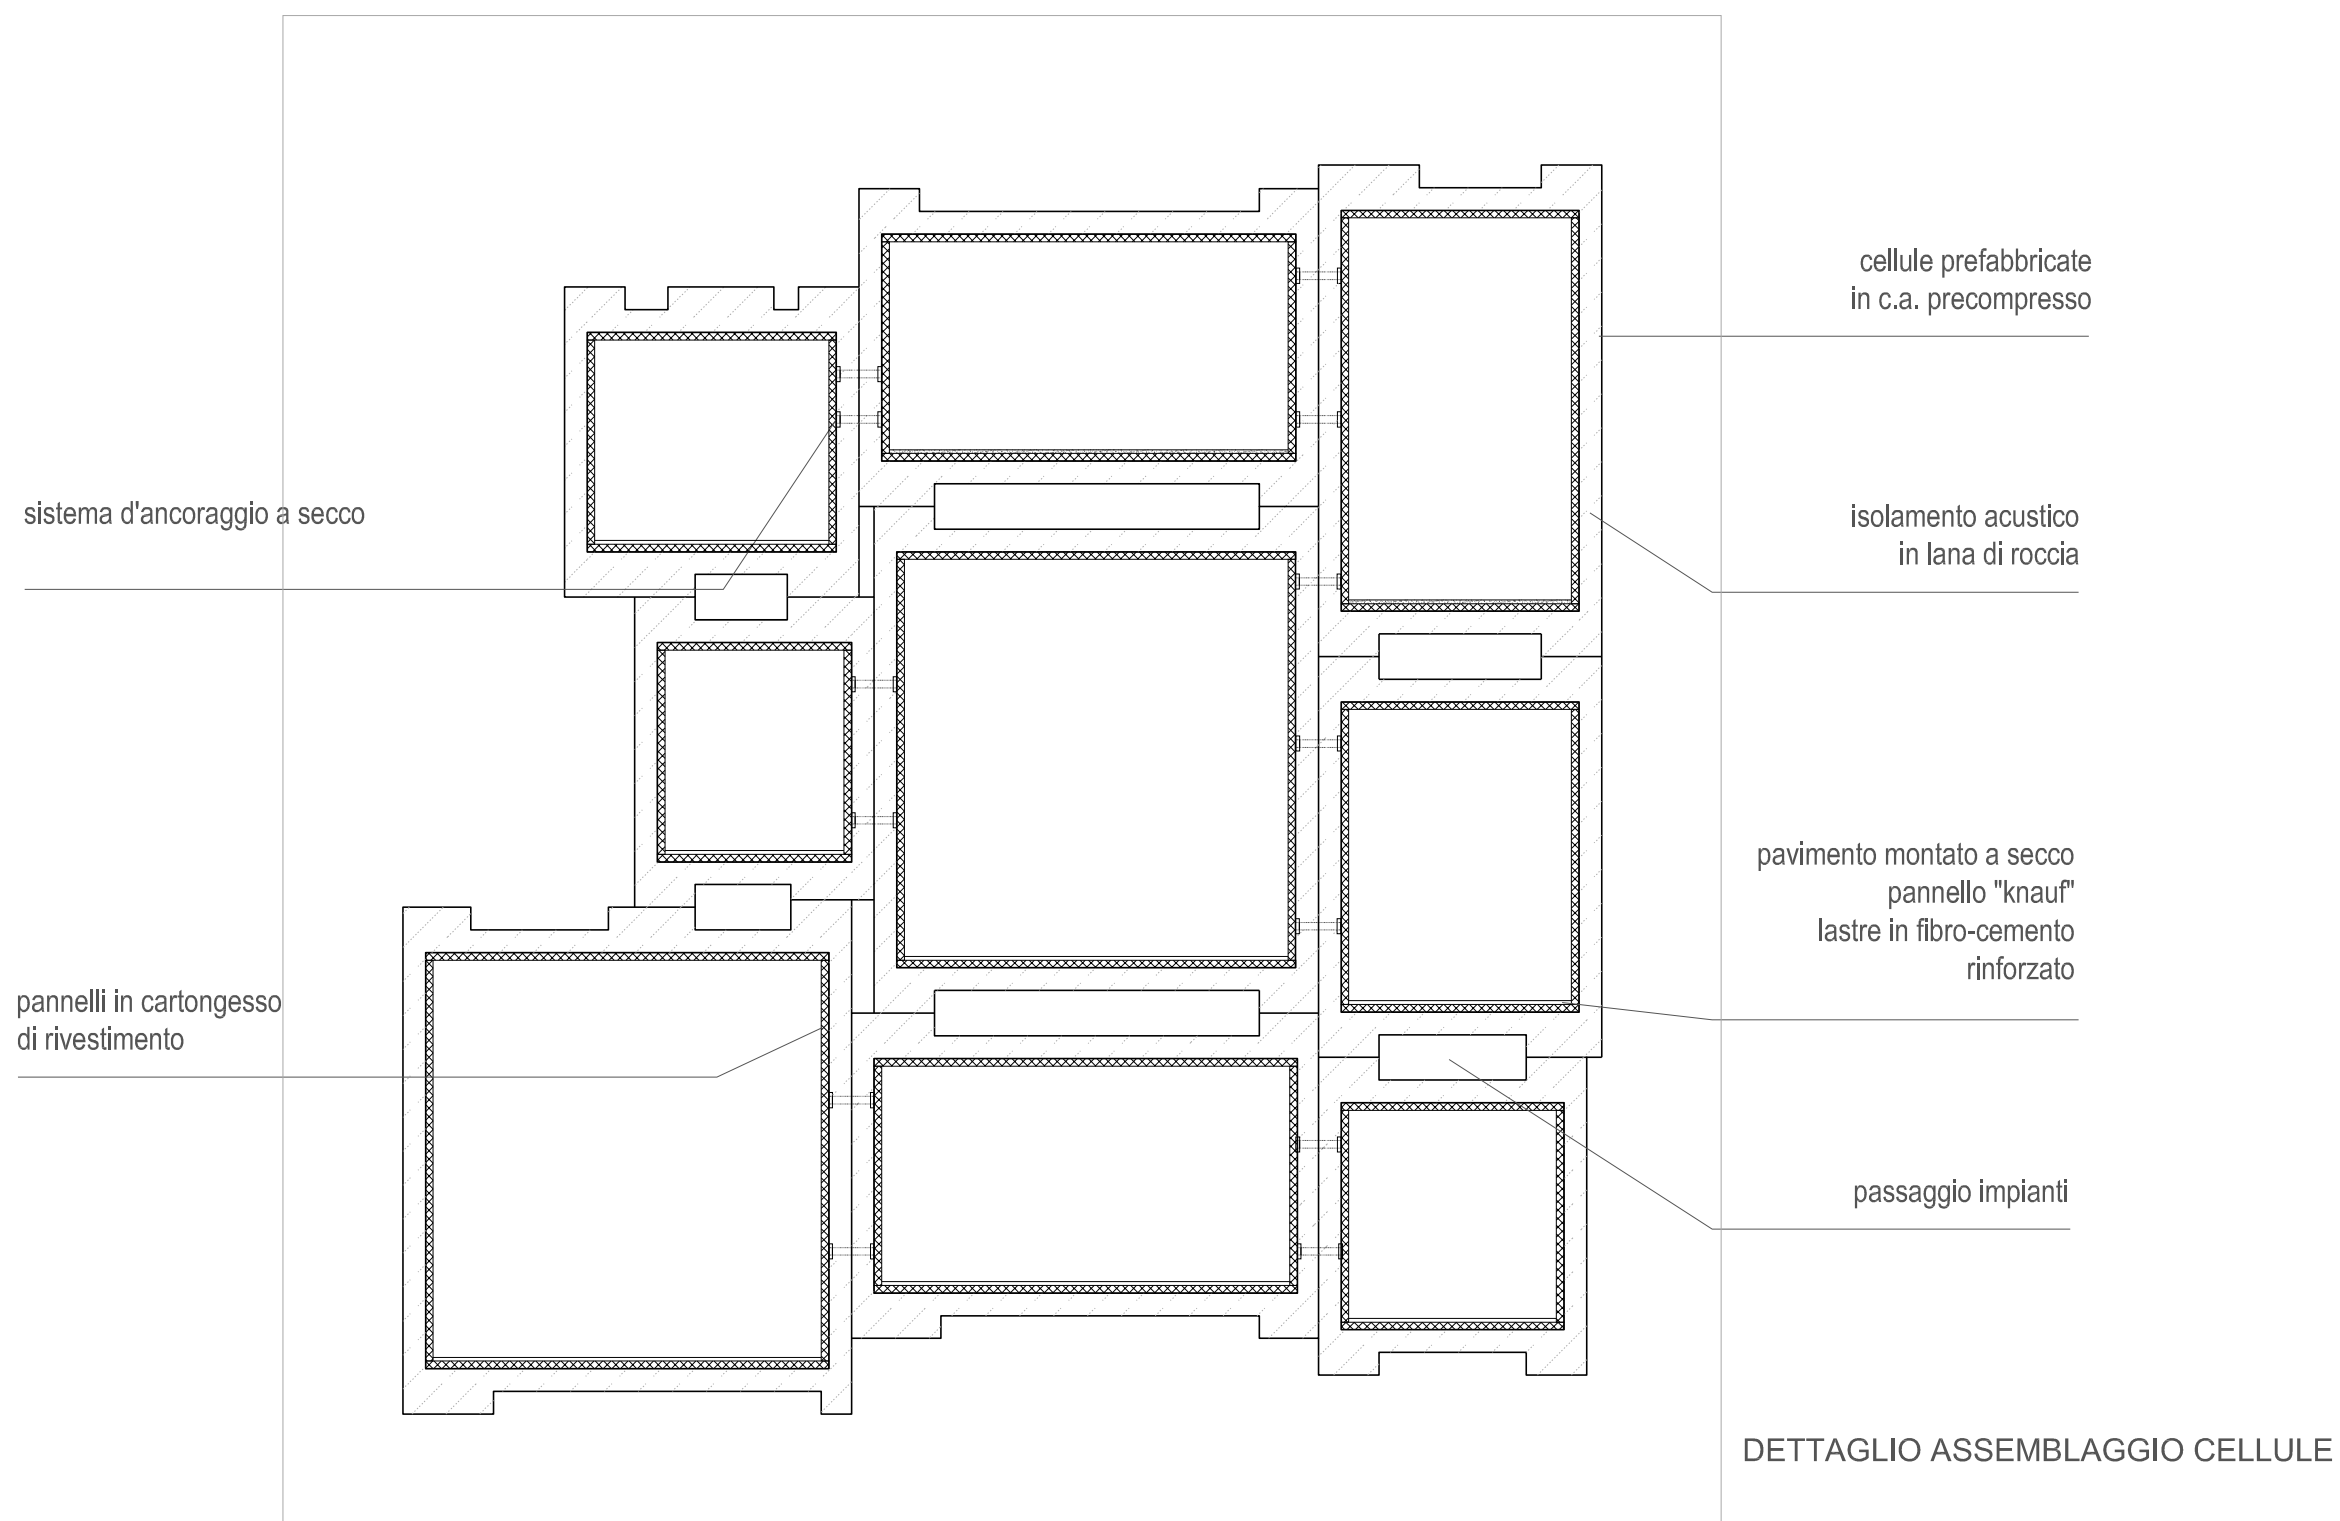 cellule prefabbricate
in c.a. precompresso
sistema d'ancoraggio a secco
isolamento acustico
in lana di roccia
pavimento montato a secco
pannello "knauf"
lastre in fibro-cemento
rinforzato
pannelli in cartongesso
di rivestimento
passaggio impianti
DETTAGLIO ASSEMBLAGGIO CELLULE